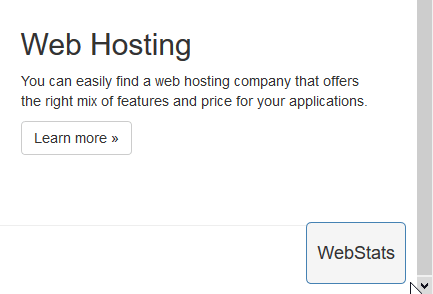 Web Hosting
You can easily find a web hosting company that offers
the right mix of features and price for your applications.
Learn more »
WebStats